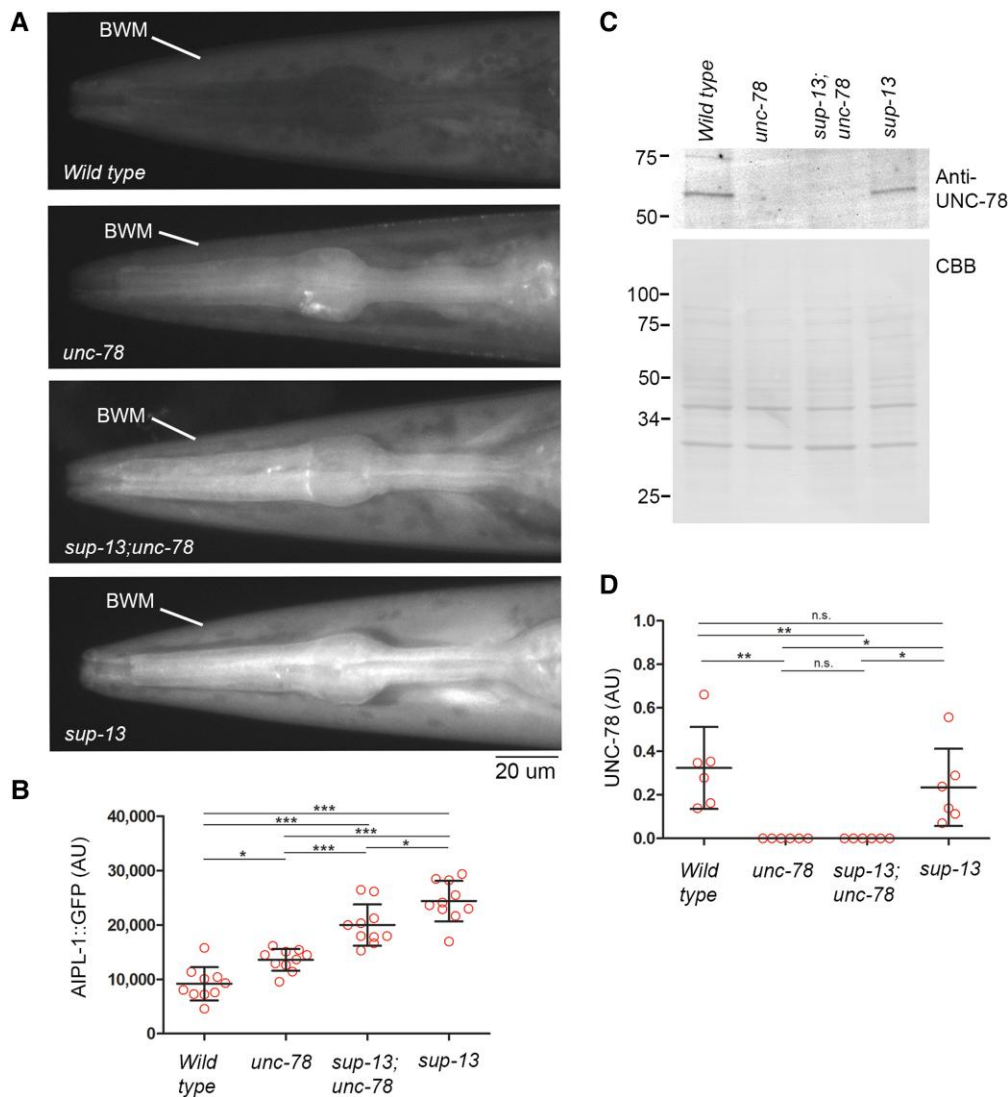 A
BWM
Wild type
BWM
unc-78
BWM
sup-13;unc-78
BWM
sup-13
20 um
B
AIPL-1::GFP (AU)
40,000
30,000
20,000
10,000
0
***
***
***
*
***
*
Wild
type
unc-78
sup-13;
unc-78
sup-13
C
Wild type
unc-78
sup-13;
unc-78
sup-13
75
50
Anti-
UNC-78
CBB
100
75
50
34
25
D
UNC-78 (AU)
1.0
0.8
0.6
0.4
0.2
0.0
n.s.
**
*
**
n.s.
*
Wild
type
unc-78
sup-13;
unc-78
sup-13